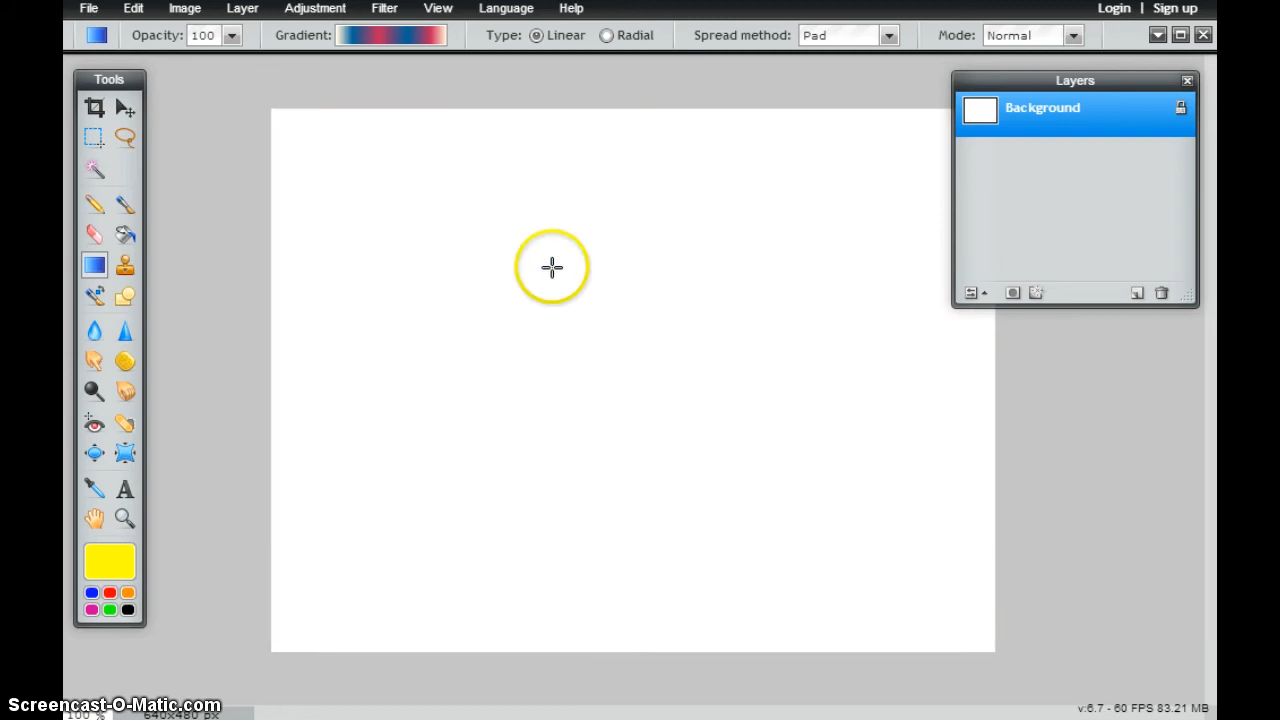 File Edit Image Layer Adjustment Filter View Language Help Login | Sign up
Opacity: 100 Gradient: Type: Linear Radial Spread method: Pad Mode: Normal
Tools
Layers
Background
A
Screencast-O-Matic.com
100 % 640x480 px
v:6.7 - 60 FPS 83.21 MB